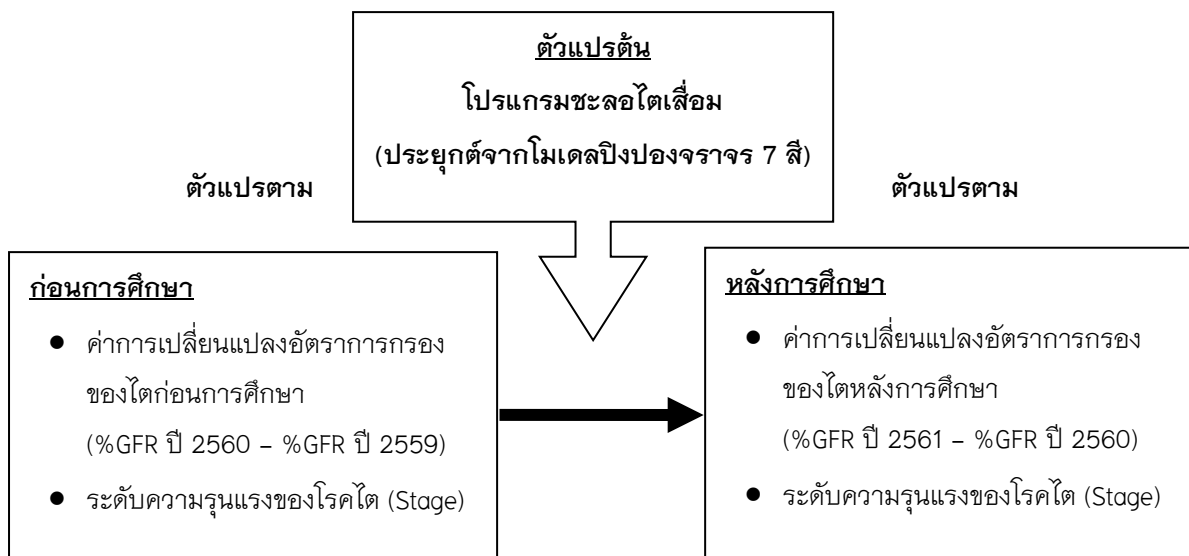 ตัวแปรต้น
โปรแกรมชะลอไตเสื่อม
(ประยุกต์จากโมเดลปิงปองจราจร 7 สี)
ตัวแปรตาม
ตัวแปรตาม
ก่อนการศึกษา
● ค่าการเปลี่ยนแปลงอัตราการกรอง
ของไตก่อนการศึกษา
(%GFR ปี 2560 – %GFR ปี 2559)
● ระดับความรุนแรงของโรคไต (Stage)
หลังการศึกษา
● ค่าการเปลี่ยนแปลงอัตราการกรอง
ของไตหลังการศึกษา
(%GFR ปี 2561 – %GFR ปี 2560)
● ระดับความรุนแรงของโรคไต (Stage)